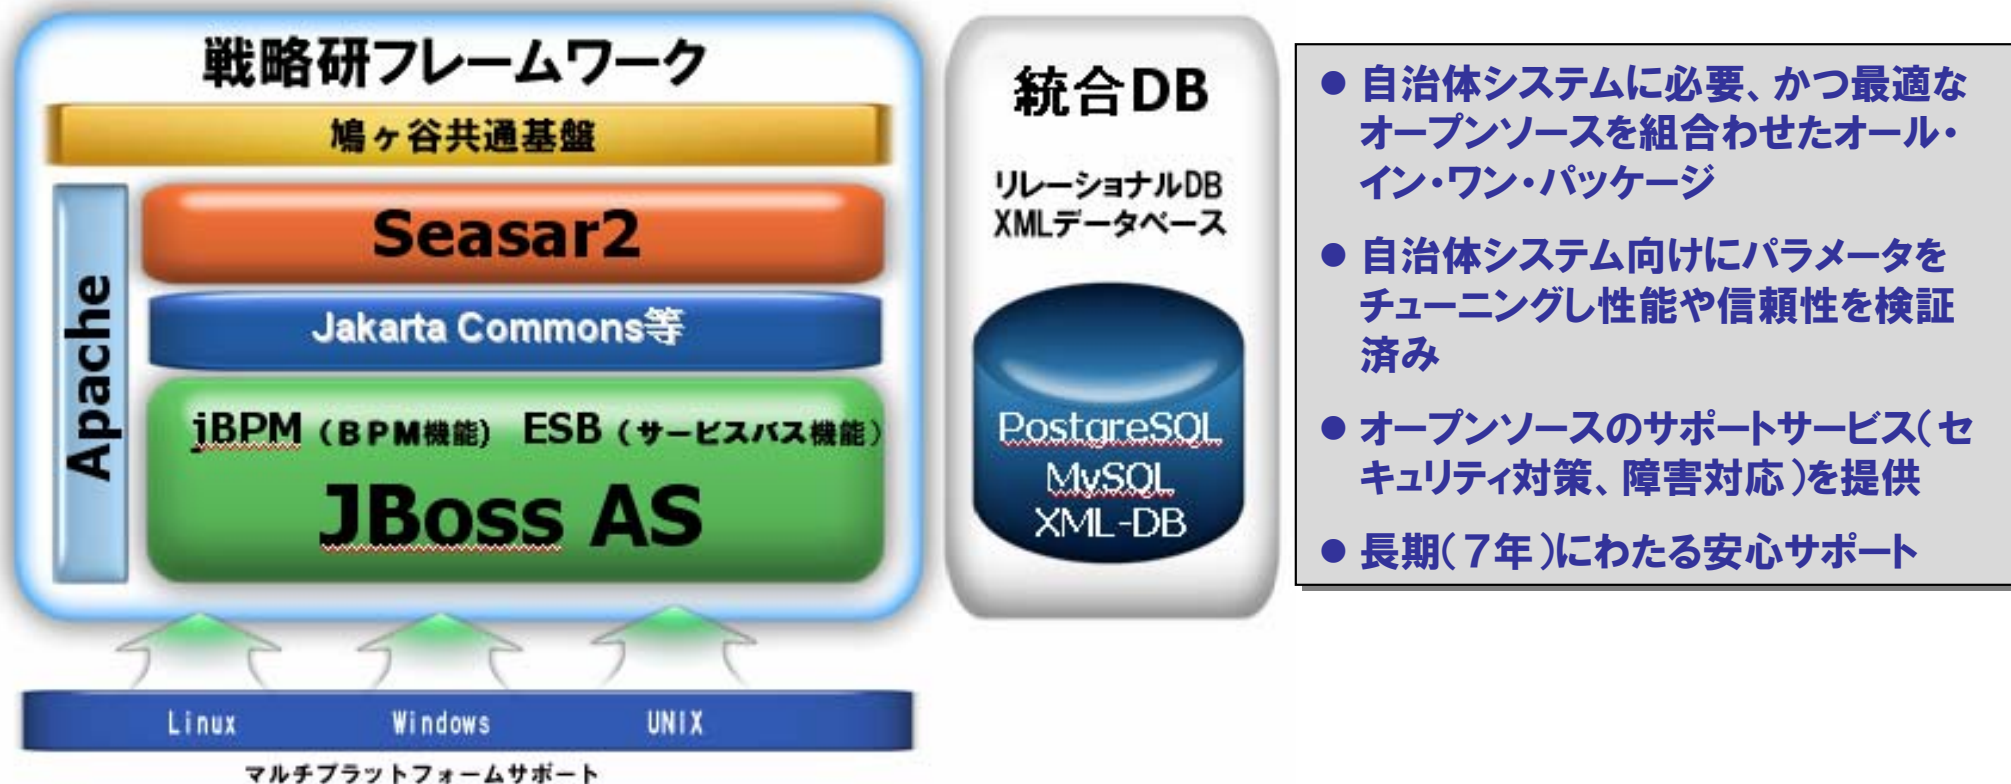 戦略研フレームワーク
鳩ヶ谷共通基盤
Apache
Seasar2
Jakarta Commons等
jBPM（BPM機能) ESB（サービスバス機能）
JBoss AS
Linux Windows UNIX
マルチプラットフォームサポート
統合DB
リレーショナルDB
XMLデータベース
PostgreSQL
MySQL
XML-DB
● 自治体システムに必要、かつ最適な
オープンソースを組合わせたオール・
イン・ワン・パッケージ
● 自治体システム向けにパラメータを
チューニングし性能や信頼性を検証
済み
● オープンソースのサポートサービス（セ
キュリティ対策、障害対応）を提供
● 長期（７年）にわたる安心サポート